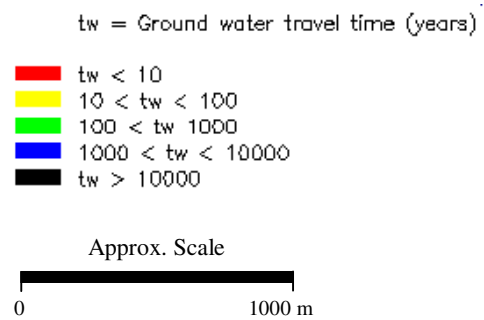 tw = Ground water travel time (years)
tw < 10
10 < tw < 100
100 < tw 1000
1000 < tw < 10000
tw > 10000
Approx. Scale
0 1000 m